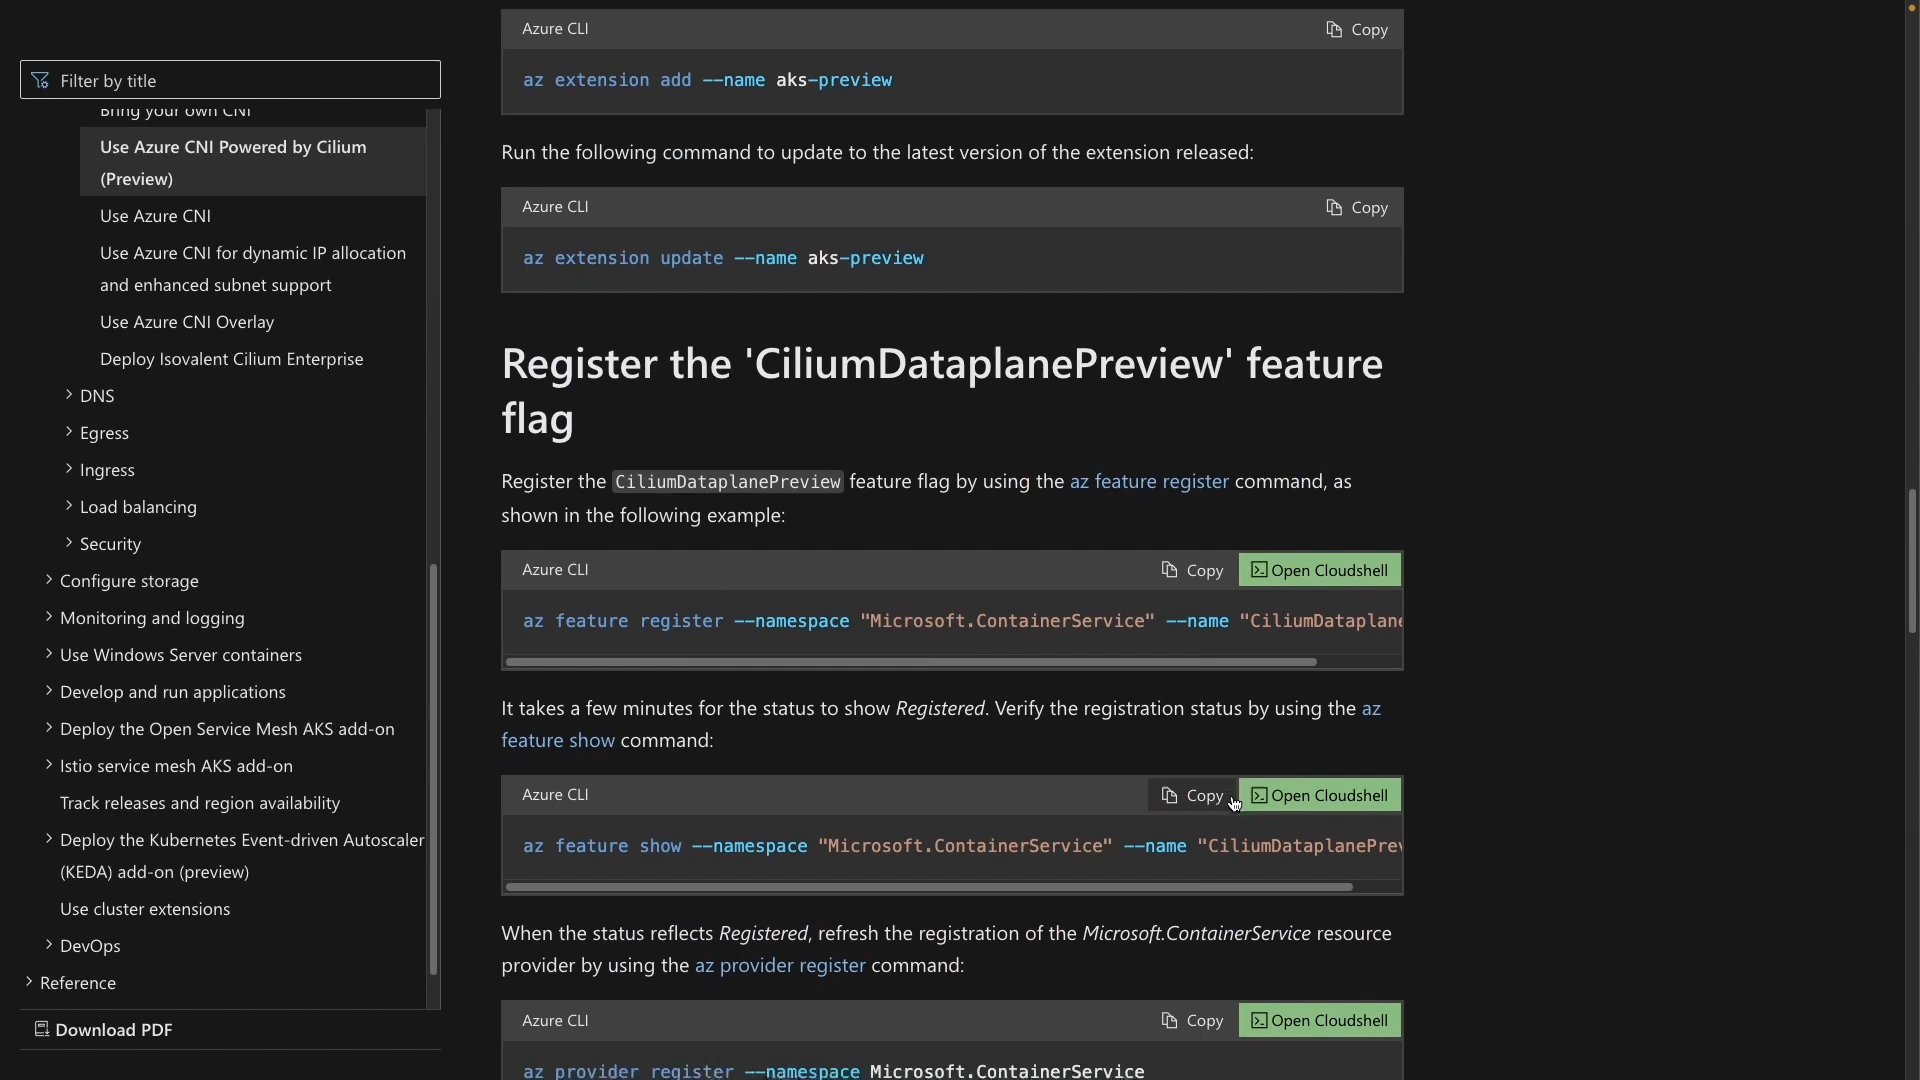 Filter by title
Bring your own CNI
Use Azure CNI Powered by Cilium
(Preview)
Use Azure CNI
Use Azure CNI for dynamic IP allocation
and enhanced subnet support
Use Azure CNI Overlay
Deploy Isovalent Cilium Enterprise
DNS
Egress
Ingress
Load balancing
Security
Configure storage
Monitoring and logging
Use Windows Server containers
Develop and run applications
Deploy the Open Service Mesh AKS add-on
Istio service mesh AKS add-on
Track releases and region availability
Deploy the Kubernetes Event-driven Autoscaler
(KEDA) add-on (preview)
Use cluster extensions
DevOps
Reference
Download PDF
Azure CLI Copy
az extension add --name aks-preview
Run the following command to update to the latest version of the extension released:
Azure CLI Copy
az extension update --name aks-preview
Register the 'CiliumDataplanePreview' feature
flag
Register the CiliumDataplanePreview feature flag by using the az feature register command, as
shown in the following example:
Azure CLI Copy Open Cloudshell
az feature register --namespace "Microsoft.ContainerService" --name "CiliumDataplane
It takes a few minutes for the status to show Registered. Verify the registration status by using the az
feature show command:
Azure CLI Copy Open Cloudshell
az feature show --namespace "Microsoft.ContainerService" --name "CiliumDataplanePrev
When the status reflects Registered, refresh the registration of the Microsoft.ContainerService resource
provider by using the az provider register command:
Azure CLI Copy Open Cloudshell
az provider register --namespace Microsoft.ContainerService